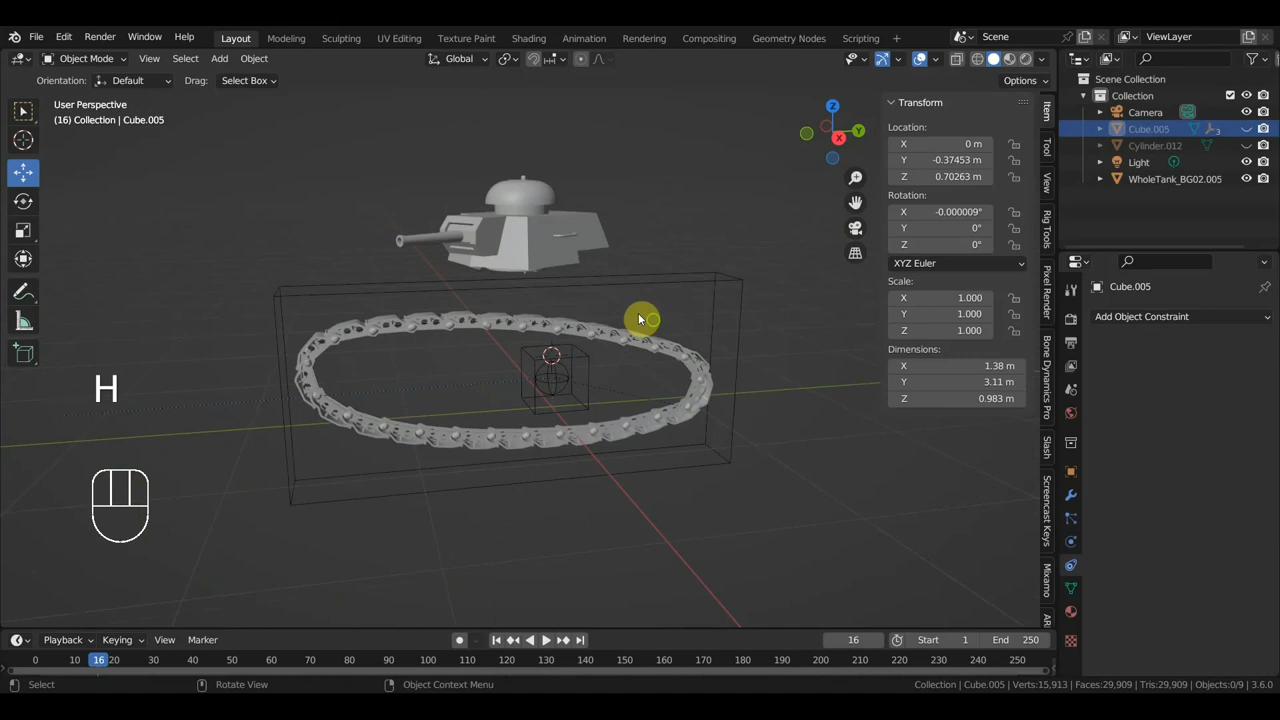 File Edit Render Window Help Layout Modeling Sculpting UV Editing Texture Paint Shading Animation Rendering Compositing Geometry Nodes Scripting + Scene ViewLayer
Object Mode View Select Add Object Global Options
Orientation: Default Drag: Select Box
User Perspective
(16) Collection | Cube.005
Z
Y
X
Transform
Location:
X 0 m
Y -0.37453 m
Z 0.70263 m
Rotation:
X -0.000009°
Y 0°
Z 0°
XYZ Euler
Scale:
X 1.000
Y 1.000
Z 1.000
Dimensions:
X 1.38 m
Y 3.11 m
Z 0.983 m
Item
Tool
View
Rig Tools
Pixel Render
Bone Dynamics Pro
Slash
Screencast Keys
Mixamo
AR
Scene Collection
Collection
Camera
Cube.005 3
Cylinder.012
Light
WholeTank_BG02.005
Cube.005
Add Object Constraint
H
Playback Keying View Marker 16 Start 1 End 250
0 10 16 20 30 40 50 60 70 80 90 100 110 120 130 140 150 160 170 180 190 200 210 220 230 240 250
Select Rotate View Object Context Menu Collection | Cube.005 | Verts:15,913 | Faces:29,909 | Tris:29,909 | Objects:0/9 | 3.6.0